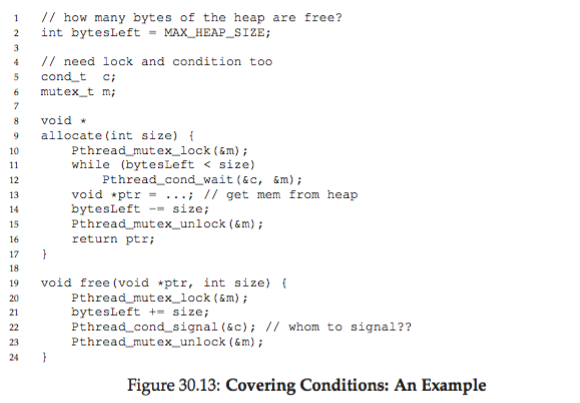 1 // how many bytes of the heap are free?
2 int bytesLeft = MAX_HEAP_SIZE;
3
4 // need lock and condition too
5 cond_t c;
6 mutex_t m;
7
8 void *
9 allocate(int size) {
10 Pthread_mutex_lock(&m);
11 while (bytesLeft < size)
12 Pthread_cond_wait(&c, &m);
13 void *ptr = ...; // get mem from heap
14 bytesLeft -= size;
15 Pthread_mutex_unlock(&m);
16 return ptr;
17 }
18
19 void free(void *ptr, int size) {
20 Pthread_mutex_lock(&m);
21 bytesLeft += size;
22 Pthread_cond_signal(&c); // whom to signal??
23 Pthread_mutex_unlock(&m);
24 }
Figure 30.13: Covering Conditions: An Example